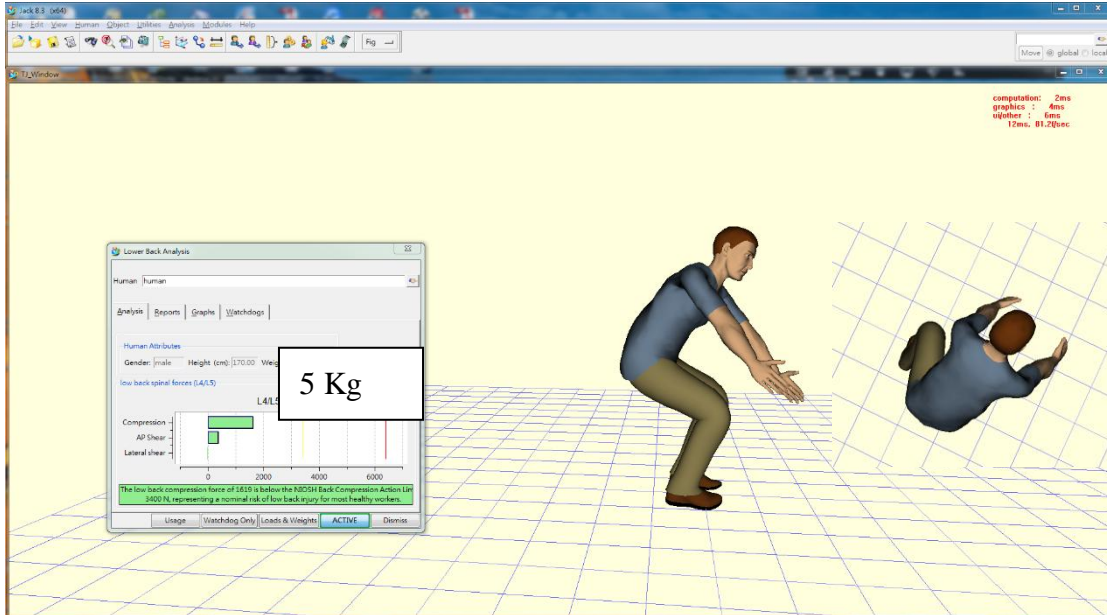 Jack 8.3 (x64)
File Edit View Human Object Utilities Analysis Modules Help
Fig
Move global local
TJ_Window
computation: 2ms
graphics : 4ms
ui/other : 6ms
12ms, 81.2f/sec
Lower Back Analysis
Human human
Analysis Reports Graphs Watchdogs
Human Attributes
Gender: male Height (cm): 170.00 Weig
5 Kg
low back spinal forces (L4/L5)
L4/L5
Compression
AP Shear
Lateral shear
0 2000 4000 6000
The low back compression force of 1619 is below the NIOSH Back Compression Action Lim
3400 N, representing a nominal risk of low back injury for most healthy workers.
Usage Watchdog Only Loads & Weights ACTIVE Dismiss